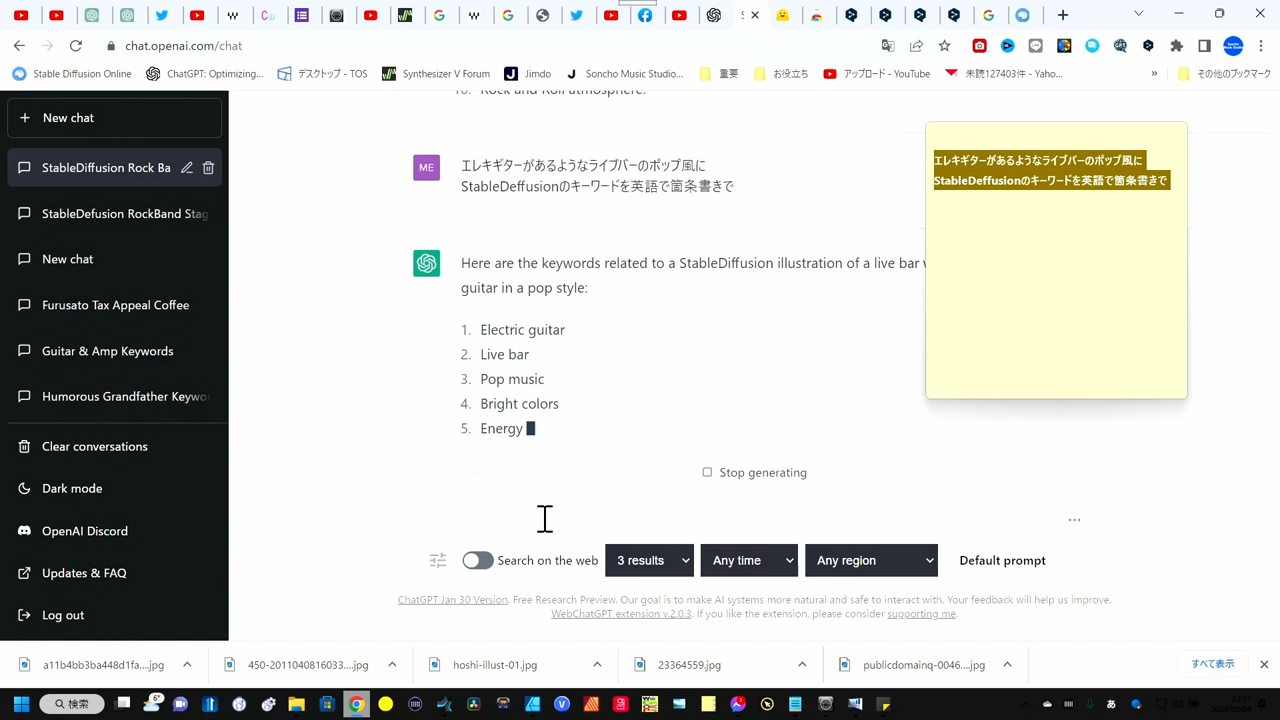 chat.openai.com/chat
Stable Diffusion Online
ChatGPT: Optimizing...
デスクトップ - TOS
Synthesizer V Forum
Jimdo
Soncho Music Studio...
重要
お役立ち
アップロード - YouTube
未読127403件 - Yaho...
»
その他のブックマーク
New chat
StableDiffusion Rock Ba
StableDefusion RockBand Stag
New chat
Furusato Tax Appeal Coffee
Guitar & Amp Keywords
Humorous Grandfather Keywo
Clear conversations
Dark mode
OpenAI Discord
Updates & FAQ
Log out
10. Rock and Roll atmosphere.
ME
エレキギターがあるようなライブバーのポップ風に
StableDeffusionのキーワードを英語で箇条書きで
Here are the keywords related to a StableDiffusion illustration of a live bar
guitar in a pop style:
1. Electric guitar
2. Live bar
3. Pop music
4. Bright colors
5. Energy
Stop generating
エレキギターがあるようなライブバーのポップ風に
StableDeffusionのキーワードを英語で箇条書きで
Search on the web
3 results
Any time
Any region
Default prompt
ChatGPT Jan 30 Version. Free Research Preview. Our goal is to make AI systems more natural and safe to interact with. Your feedback will help us improve.
WebChatGPT extension v.2.0.3. If you like the extension, please consider supporting me.
a11b4bb3ba448d1fa....jpg
450-2011040816033....jpg
hoshi-illust-01.jpg
23364559.jpg
publicdomainq-0046....jpg
すべて表示
検索